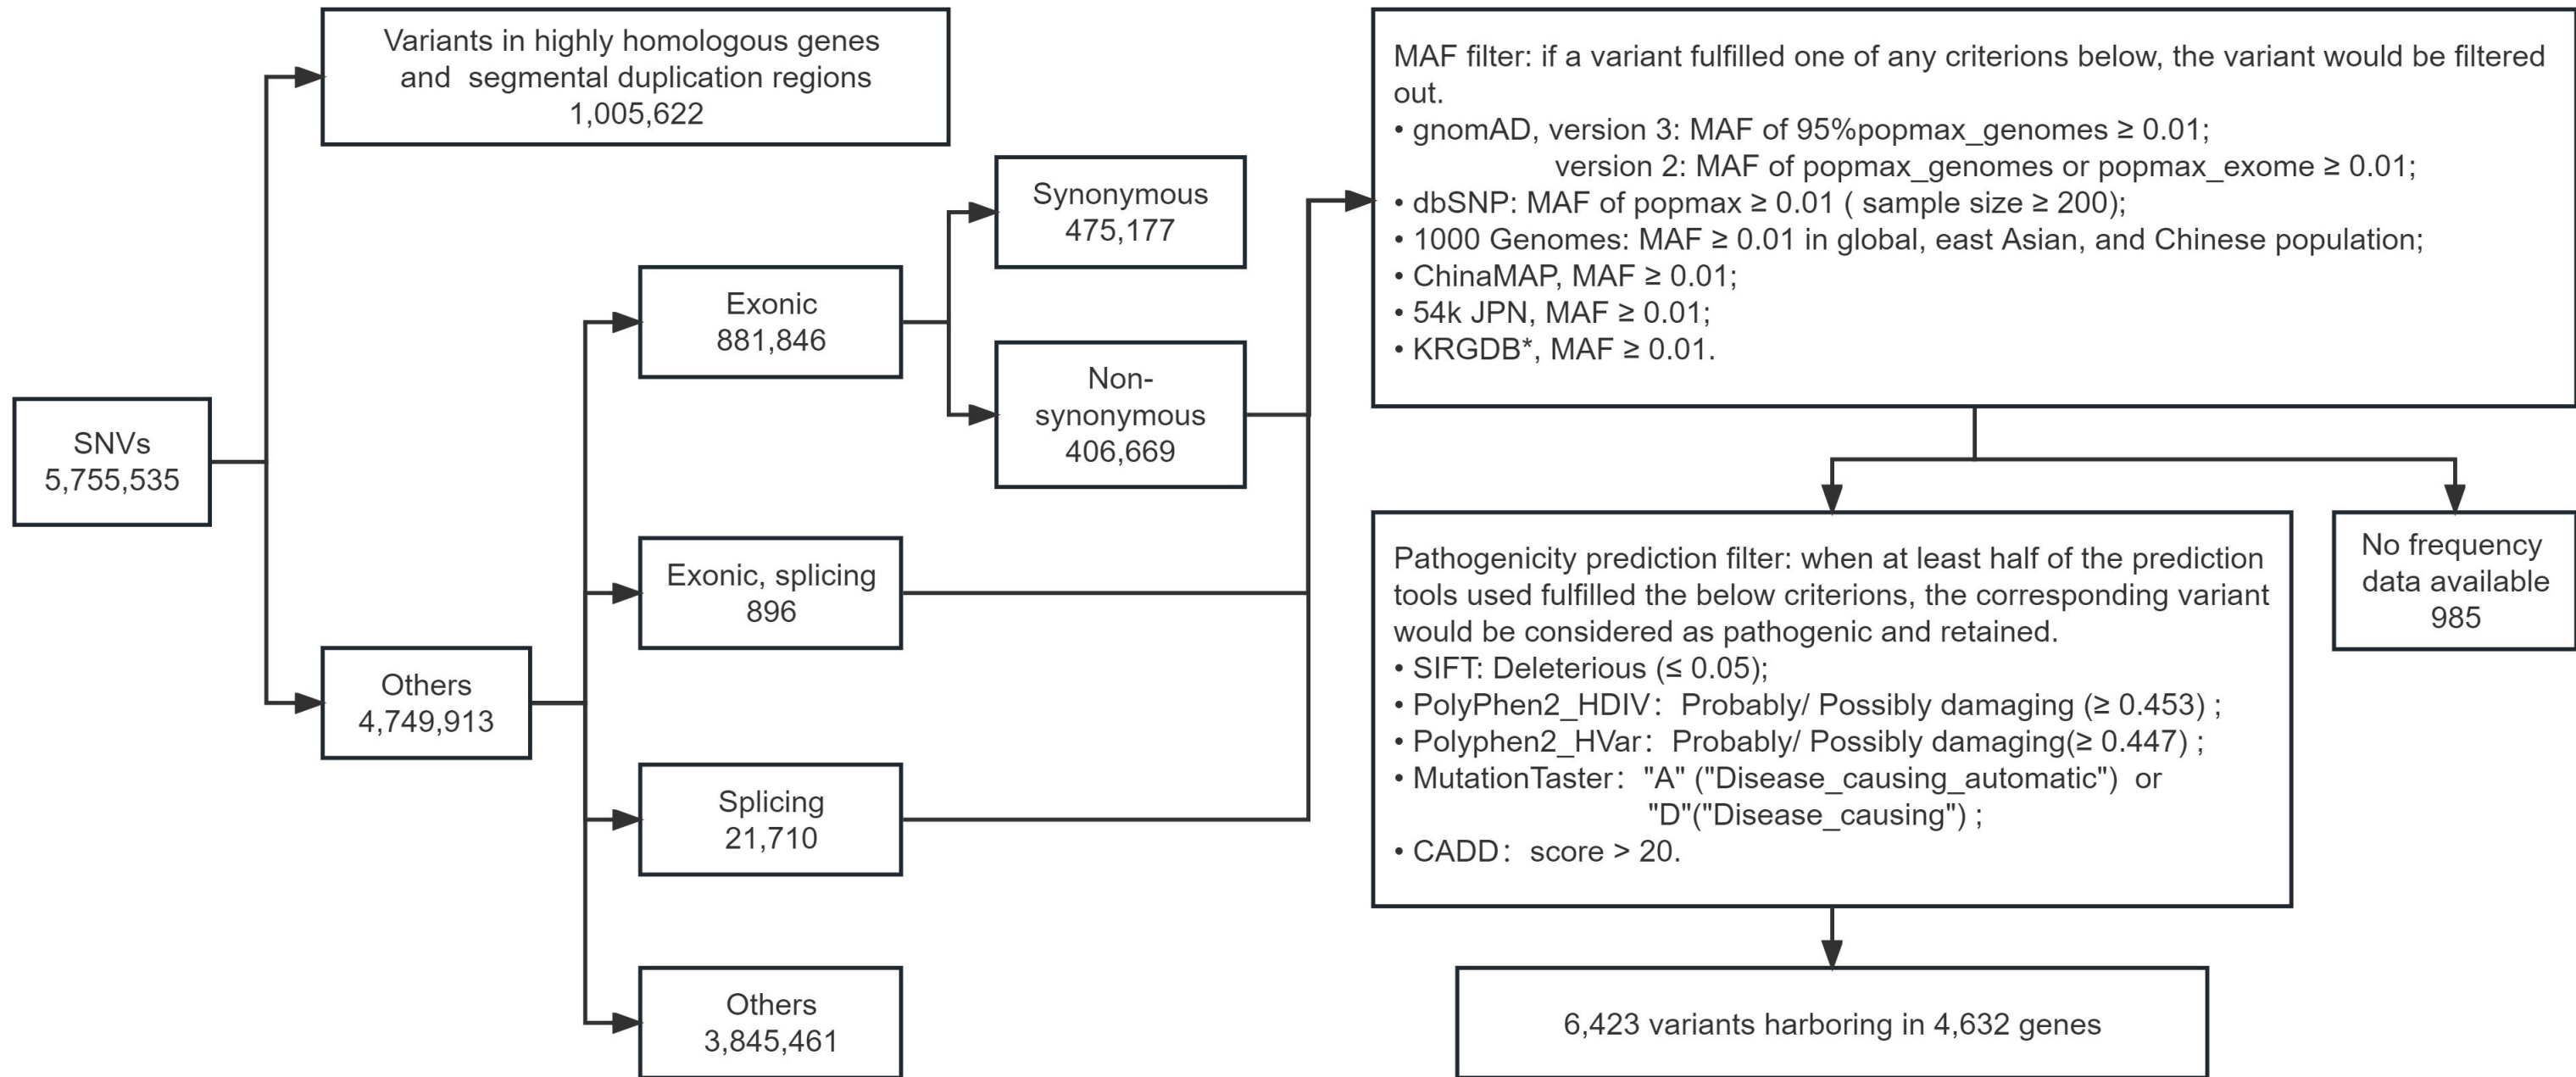 SNVs
5,755,535
Variants in highly homologous genes
and  segmental duplication regions
1,005,622
Others
4,749,913
Exonic
881,846
Exonic, splicing
896
Splicing
21,710
Others
3,845,461
Synonymous
475,177
Non-
synonymous
406,669
MAF filter: if a variant fulfilled one of any criterions below, the variant would be filtered
out.
• gnomAD, version 3: MAF of 95%popmax_genomes ≥ 0.01;
version 2: MAF of popmax_genomes or popmax_exome ≥ 0.01;
• dbSNP: MAF of popmax ≥ 0.01 ( sample size ≥ 200);
• 1000 Genomes: MAF ≥ 0.01 in global, east Asian, and Chinese population;
• ChinaMAP, MAF ≥ 0.01;
• 54k JPN, MAF ≥ 0.01;
• KRGDB*, MAF ≥ 0.01.
Pathogenicity prediction filter: when at least half of the prediction
tools used fulfilled the below criterions, the corresponding variant
would be considered as pathogenic and retained.
• SIFT: Deleterious (≤ 0.05);
• PolyPhen2_HDIV：Probably/ Possibly damaging (≥ 0.453) ;
• Polyphen2_HVar：Probably/ Possibly damaging(≥ 0.447) ;
• MutationTaster："A" ("Disease_causing_automatic")  or
"D"("Disease_causing") ;
• CADD：score > 20.
No frequency
data available
985
6,423 variants harboring in 4,632 genes